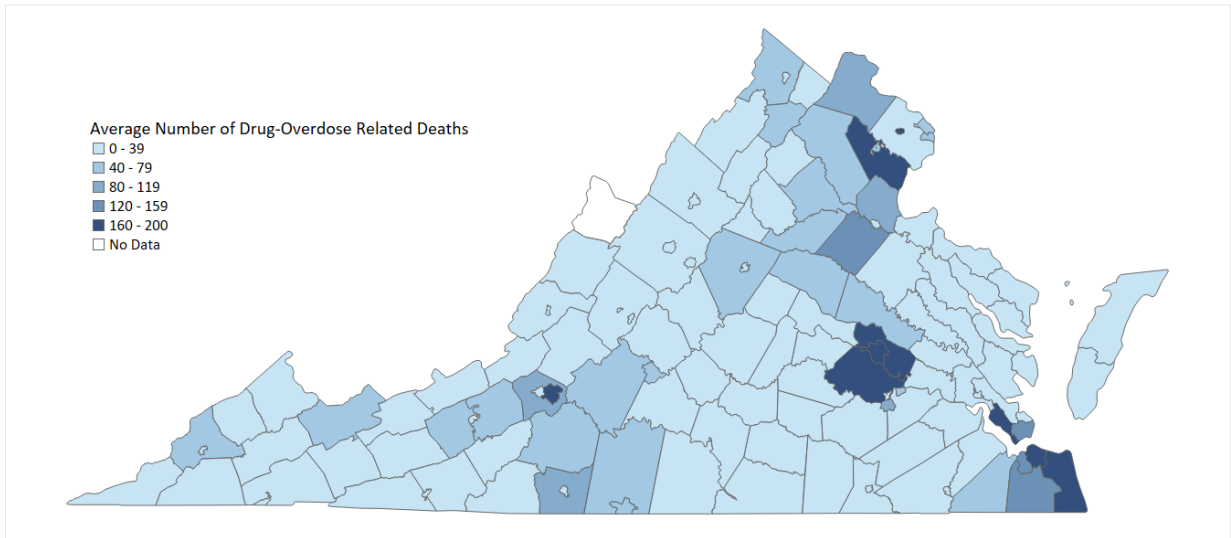 Average Number of Drug-Overdose Related Deaths
0 - 39
40 - 79
80 - 119
120 - 159
160 - 200
No Data